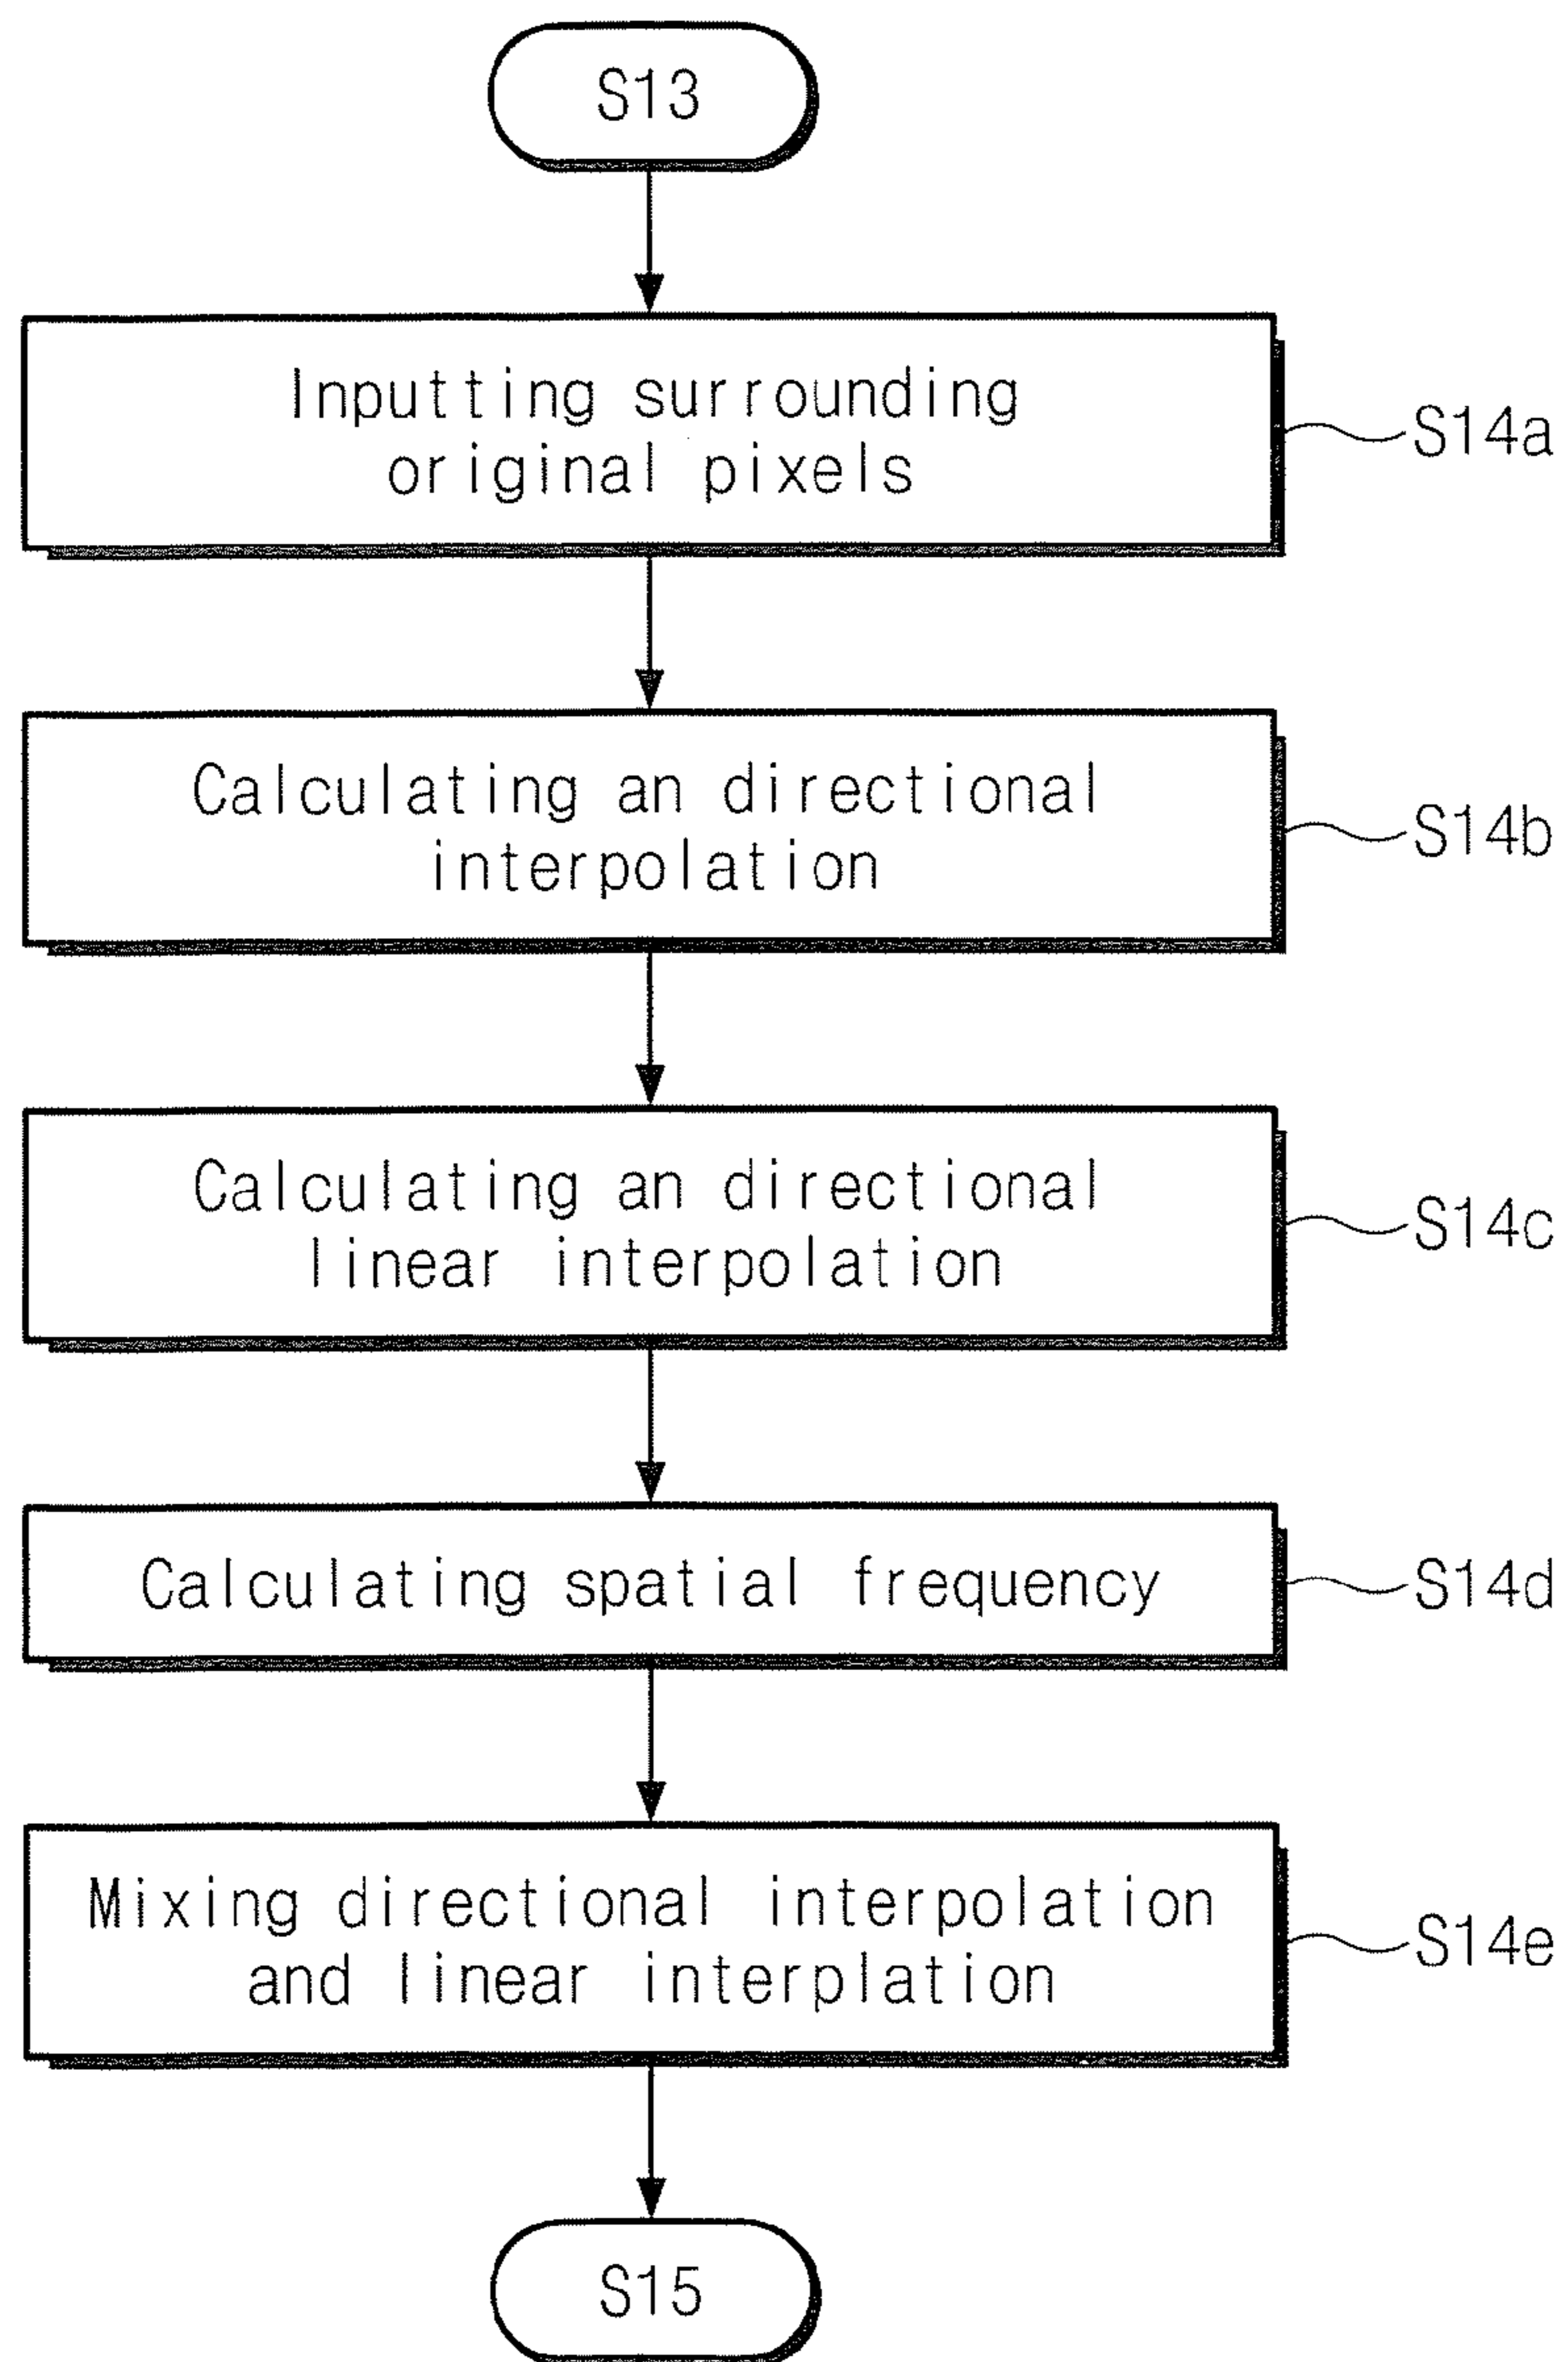 S13
Inputting surrounding
original pixels
S14a
Calculating an directional
interpolation
S14b
Calculating an directional
linear interpolation
S14c
Calculating spatial frequency
S14d
Mixing directional interpolation
and linear interplation
S14e
S15